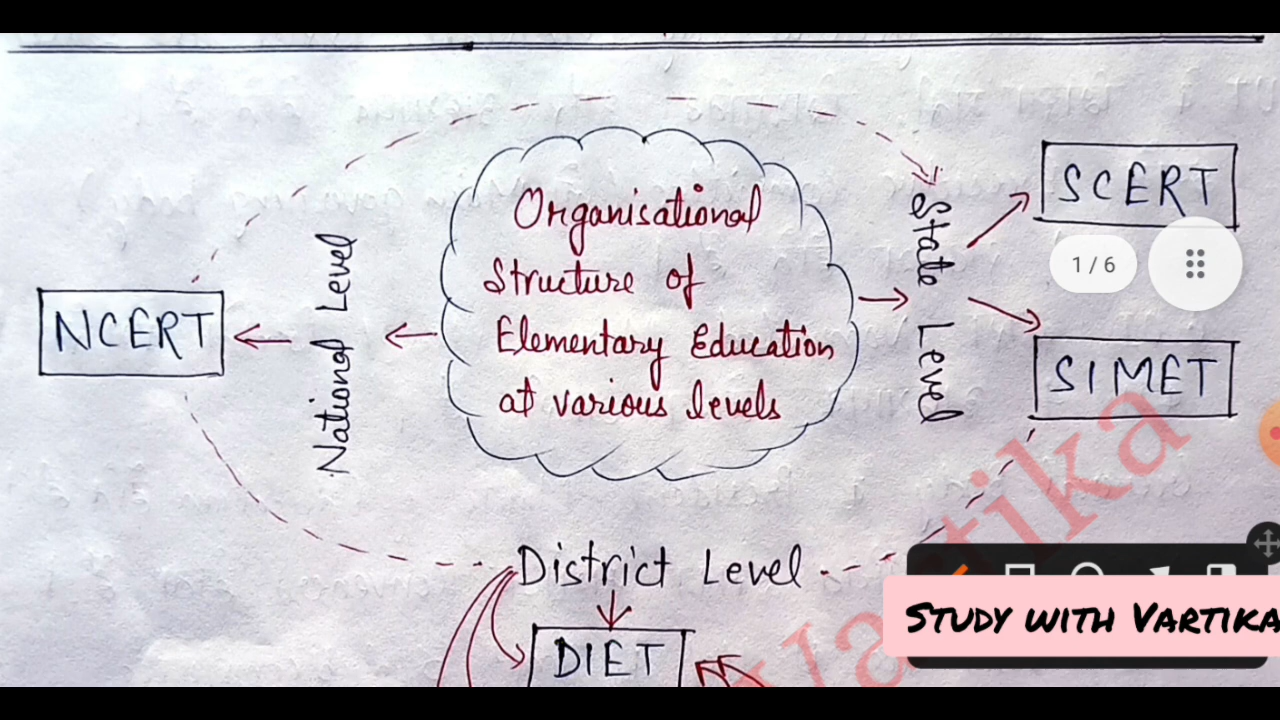 Organisational
Structure of
Elementary Education
at various levels
National Level
NCERT
State Level
SCERT
SIMET
1 / 6
District Level
DIET
Vartika
STUDY WITH VARTIKA